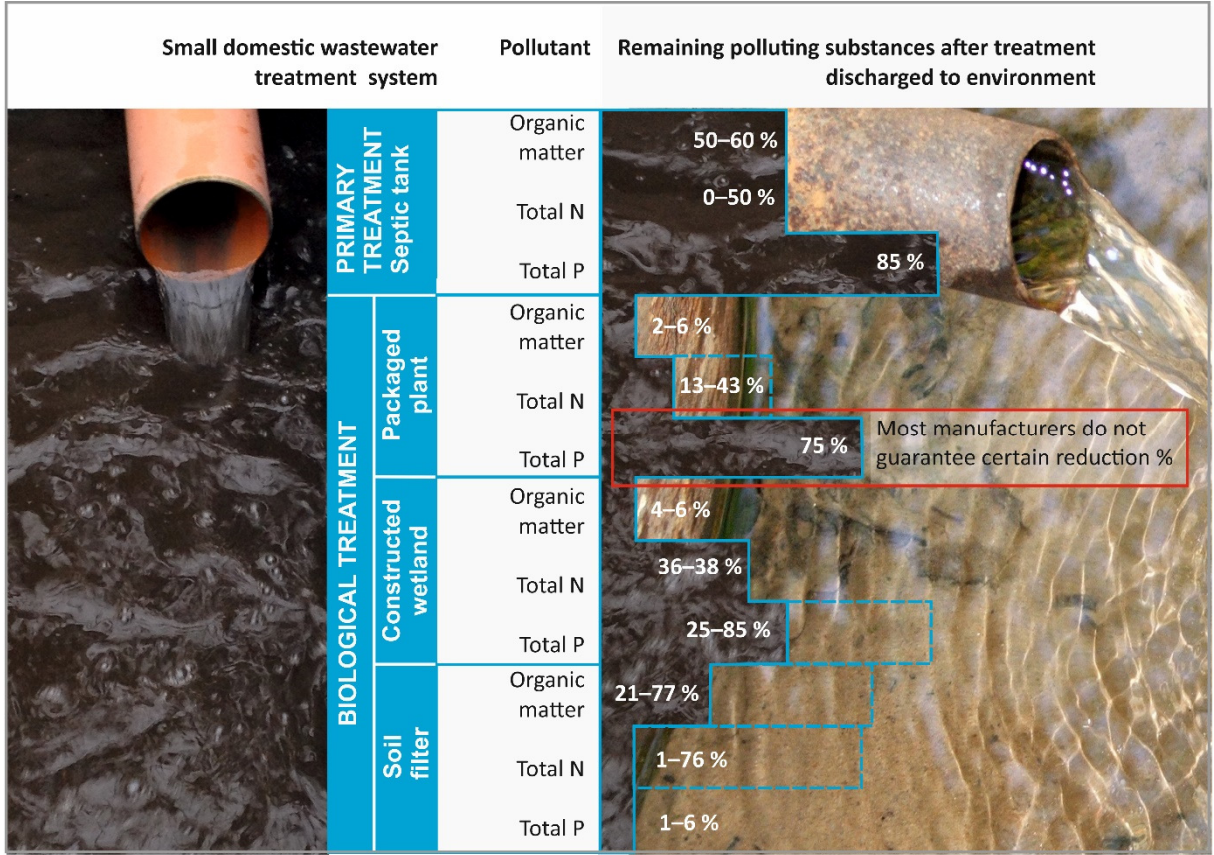 Small domestic wastewater
treatment system
Pollutant
Remaining polluting substances after treatment
discharged to environment
PRIMARY
TREATMENT
Septic tank
Organic
matter
50–60 %
Total N
0–50 %
Total P
85 %
BIOLOGICAL TREATMENT
Packaged
plant
Organic
matter
2–6 %
Total N
13–43 %
Total P
75 %
Most manufacturers do not
guarantee certain reduction %
Constructed
wetland
Organic
matter
4–6 %
Total N
36–38 %
Total P
25–85 %
Soil
filter
Organic
matter
21–77 %
Total N
1–76 %
Total P
1–6 %